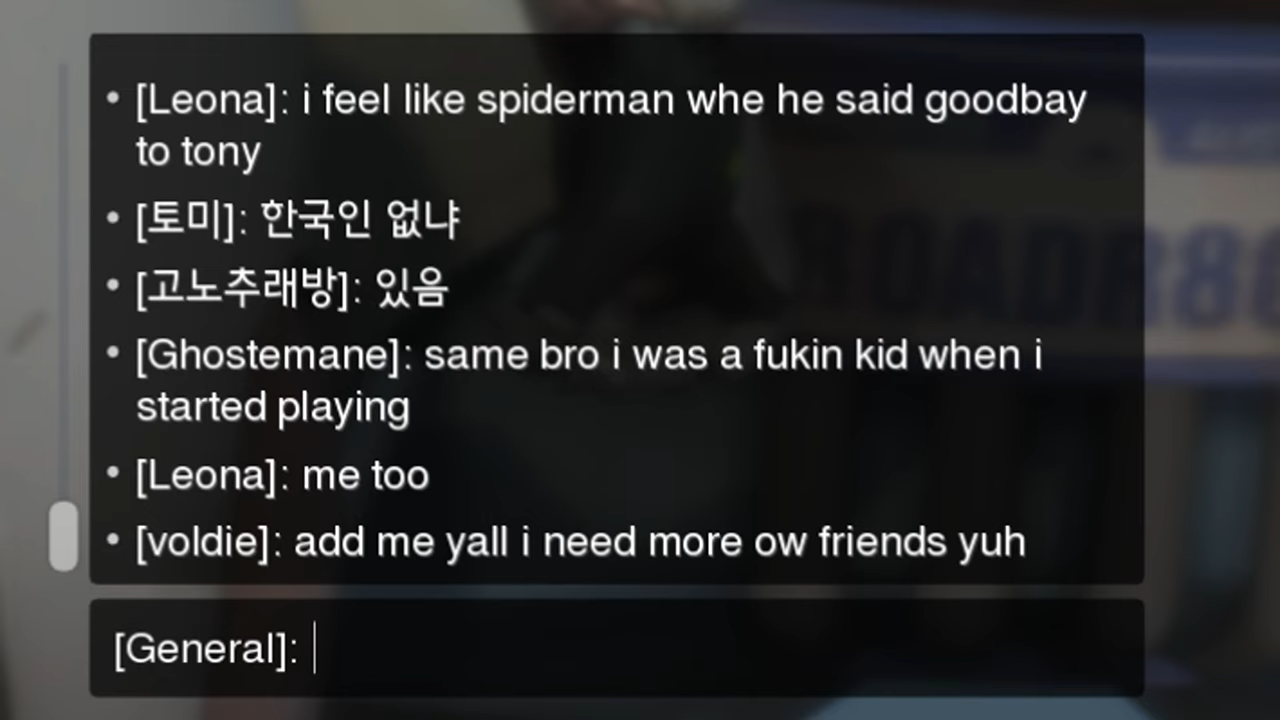 [Leona]: i feel like spiderman whe he said goodbay
to tony
[토미]: 한국인 없냐
[고노추래방]: 있음
[Ghostemane]: same bro i was a fukin kid when i
started playing
[Leona]: me too
[voldie]: add me yall i need more ow friends yuh
[General]: